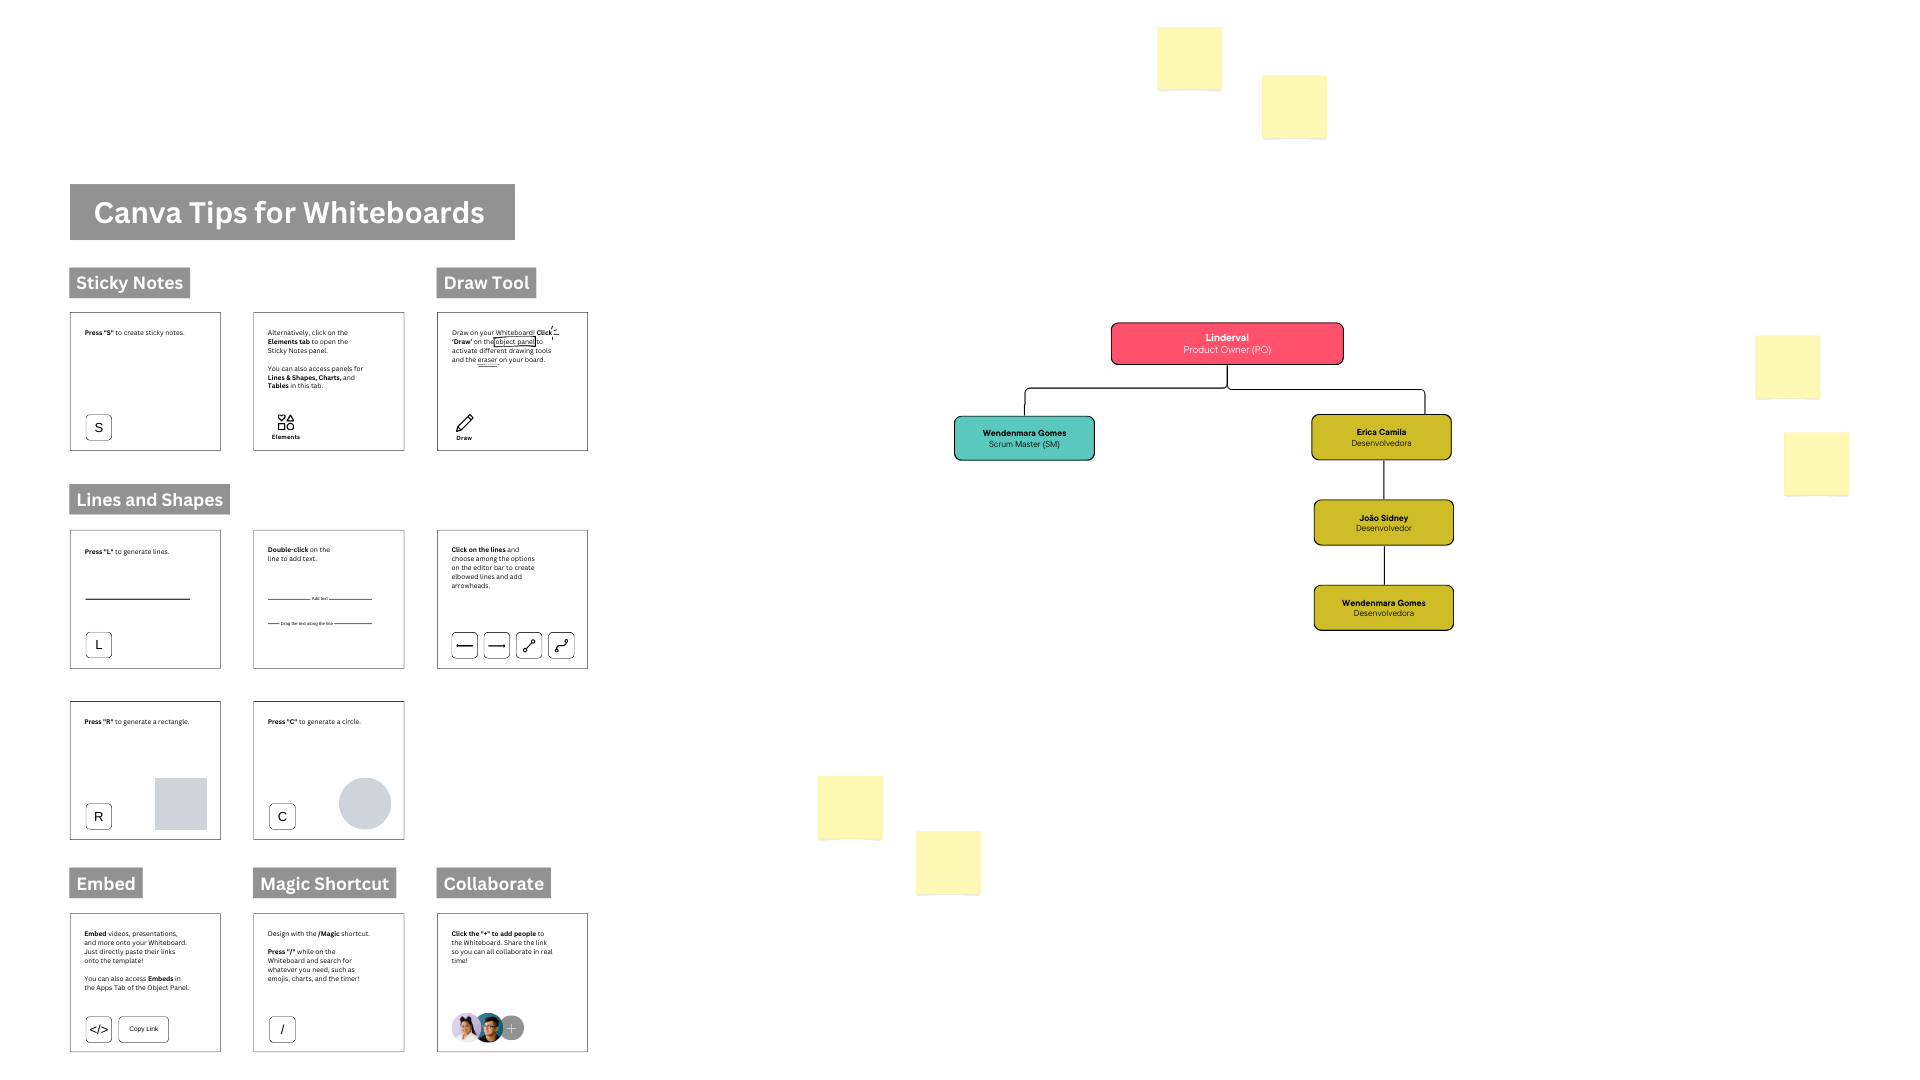 Canva Tips for Whiteboards
Sticky Notes
Press "S" to create sticky notes.
S
Alternatively, click on the
Elements tab to open the
Sticky Notes panel.
You can also access panels for
Lines & Shapes, Charts, and
Tables in this tab.
Elements
Draw Tool
Draw on your Whiteboard! Click
'Draw' on the object panel to
activate different drawing tools
and the eraser on your board.
Draw
Lines and Shapes
Press "L" to generate lines.
L
Double-click on the
line to add text.
Add text
Drag the text along the line
Click on the lines and
choose among the options
on the editor bar to create
elbowed lines and add
arrowheads.
Press "R" to generate a rectangle.
R
Press "C" to generate a circle.
C
Embed
Embed videos, presentations,
and more onto your Whiteboard.
Just directly paste their links
onto the template!
You can also access Embeds in
the Apps Tab of the Object Panel.
</>
Copy Link
Magic Shortcut
Design with the /Magic shortcut.
Press "/" while on the
Whiteboard and search for
whatever you need, such as
emojis, charts, and the timer!
/
Collaborate
Click the "+" to add people to
the Whiteboard. Share the link
so you can all collaborate in real
time!
+
Linderval
Product Owner (PO)
Wendenmara Gomes
Scrum Master (SM)
Erica Camila
Desenvolvedora
João Sidney
Desenvolvedor
Wendenmara Gomes
Desenvolvedora